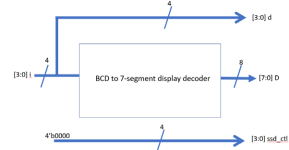 4
[3:0] d
4
[3:0] i
BCD to 7-segment display decoder
8
[7:0] D
4
4'b0000
[3:0] ssd_ctl